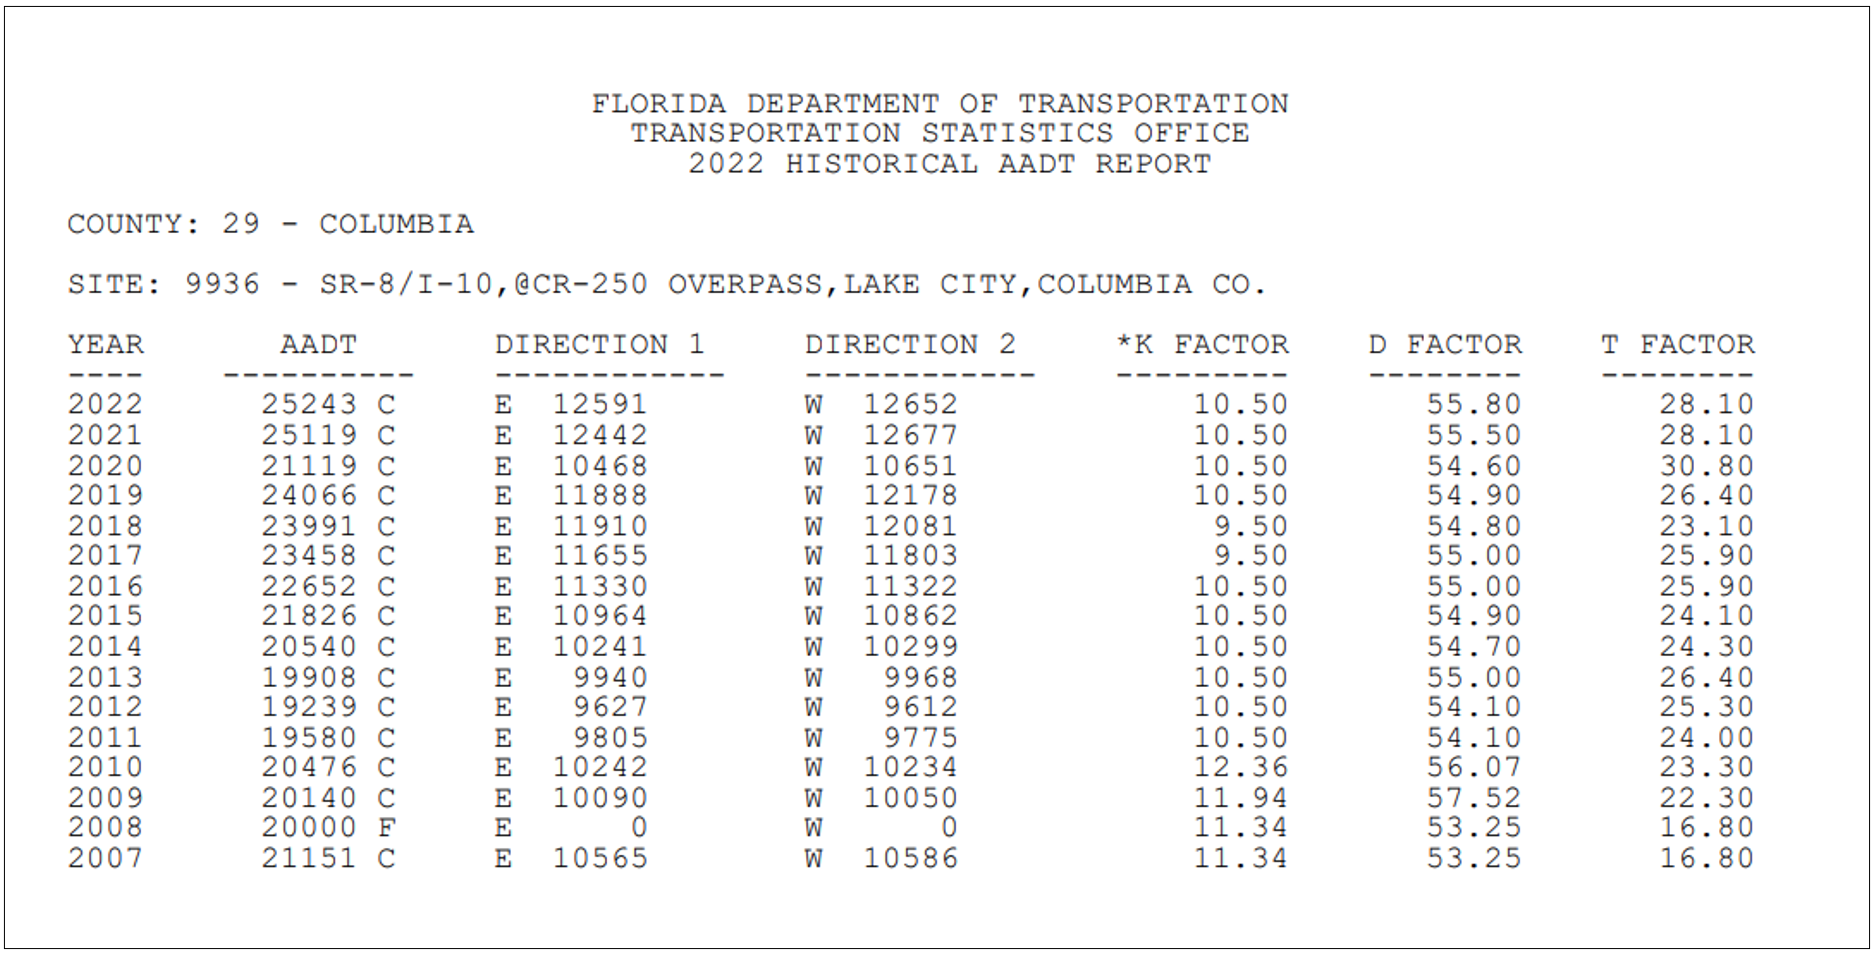 FLORIDA DEPARTMENT OF TRANSPORTATION
TRANSPORTATION STATISTICS OFFICE
2022 HISTORICAL AADT REPORT
COUNTY: 29 - COLUMBIA
SITE: 9936 - SR-8/I-10,@CR-250 OVERPASS,LAKE CITY,COLUMBIA CO.
YEAR AADT DIRECTION 1 DIRECTION 2 *K FACTOR D FACTOR T FACTOR
---- ---------- ------------ ------------ --------- -------- --------
2022 25243 C E 12591 W 12652 10.50 55.80 28.10
2021 25119 C E 12442 W 12677 10.50 55.50 28.10
2020 21119 C E 10468 W 10651 10.50 54.60 30.80
2019 24066 C E 11888 W 12178 10.50 54.90 26.40
2018 23991 C E 11910 W 12081 9.50 54.80 23.10
2017 23458 C E 11655 W 11803 9.50 55.00 25.90
2016 22652 C E 11330 W 11322 10.50 55.00 25.90
2015 21826 C E 10964 W 10862 10.50 54.90 24.10
2014 20540 C E 10241 W 10299 10.50 54.70 24.30
2013 19908 C E 9940 W 9968 10.50 55.00 26.40
2012 19239 C E 9627 W 9612 10.50 54.10 25.30
2011 19580 C E 9805 W 9775 10.50 54.10 24.00
2010 20476 C E 10242 W 10234 12.36 56.07 23.30
2009 20140 C E 10090 W 10050 11.94 57.52 22.30
2008 20000 F E 0 W 0 11.34 53.25 16.80
2007 21151 C E 10565 W 10586 11.34 53.25 16.80